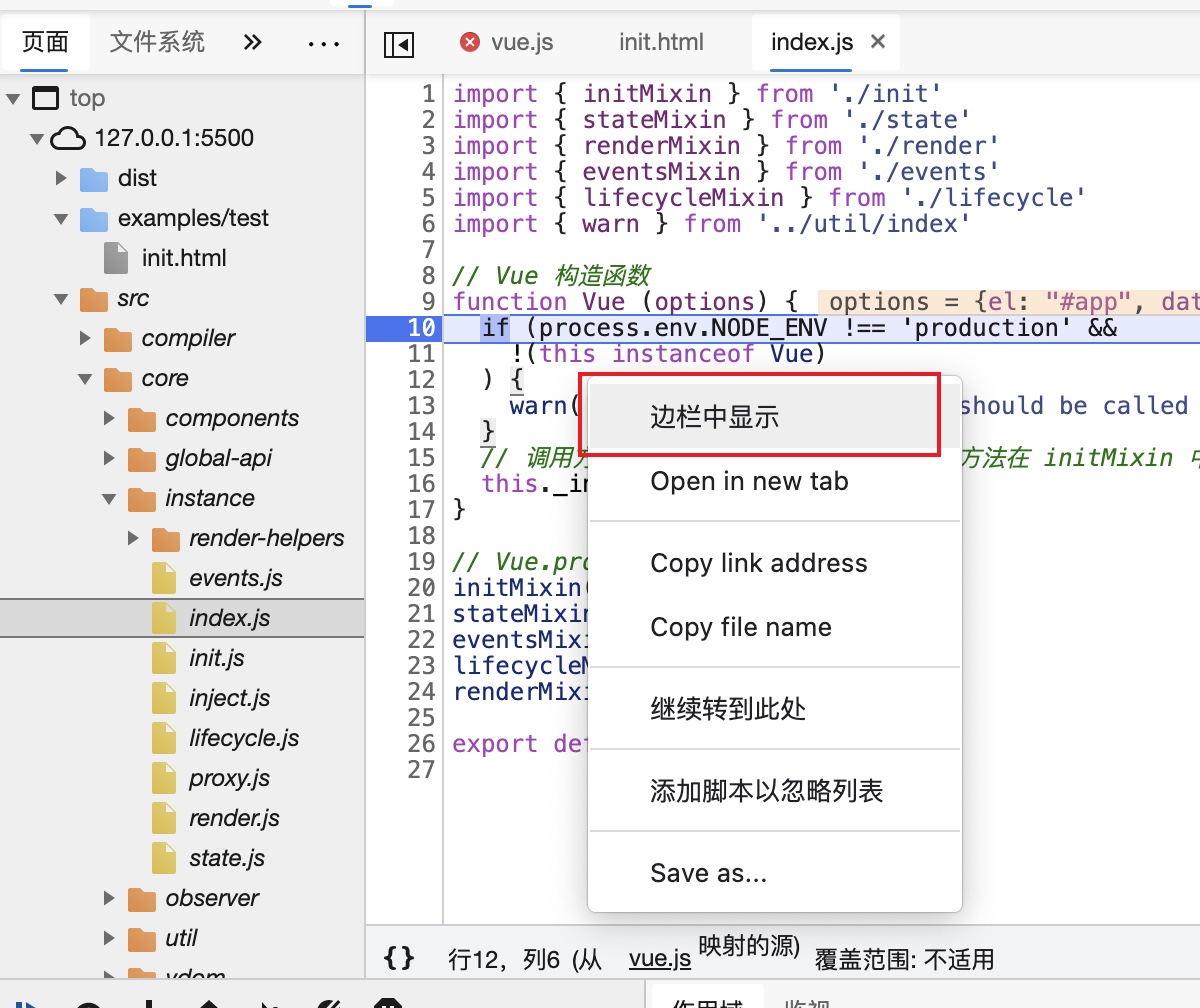 页面 文件系统 » ...
top
127.0.0.1:5500
dist
examples/test
init.html
src
compiler
core
components
global-api
instance
render-helpers
events.js
index.js
init.js
inject.js
lifecycle.js
proxy.js
render.js
state.js
observer
util
vdom
vue.js init.html index.js ×
1 import { initMixin } from './init'
2 import { stateMixin } from './state'
3 import { renderMixin } from './render'
4 import { eventsMixin } from './events'
5 import { lifecycleMixin } from './lifecycle'
6 import { warn } from '../util/index'
7
8 // Vue 构造函数
9 function Vue (options) { options = {el: "#app", dat
10 if (process.env.NODE_ENV !== 'production' &&
11 !(this instanceof Vue)
12 ) {
13 warn( should be called
14 }
15 // 调用 方法在 initMixin
16 this._in
17 }
18
19 // Vue.pro
20 initMixin(
21 stateMixin
22 eventsMixi
23 lifecycleM
24 renderMixi
25
26 export def
27
边栏中显示
Open in new tab
Copy link address
Copy file name
继续转到此处
添加脚本以忽略列表
Save as...
{} 行12，列6 (从 vue.js 映射的源) 覆盖范围: 不适用
作用域 监视